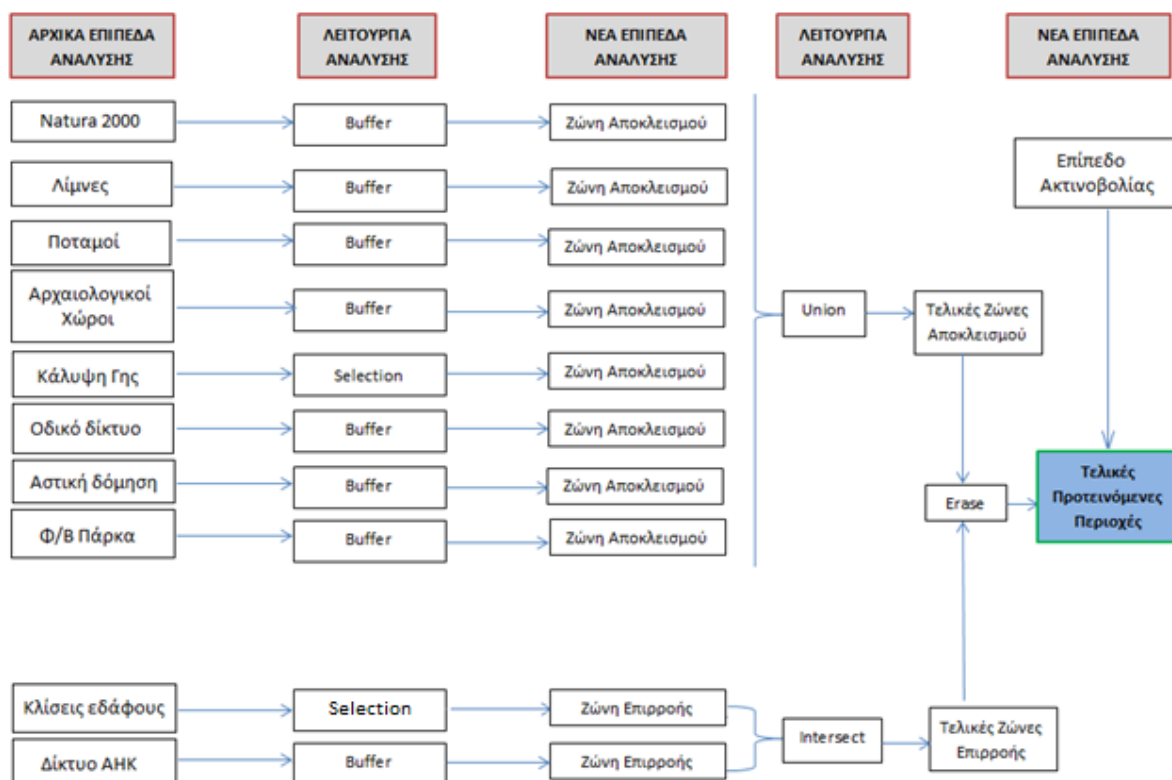 ΑΡΧΙΚΑ ΕΠΙΠΕΔΑ
ΑΝΑΛΥΣΗΣ
ΛΕΙΤΟΥΡΓΙΑ
ΑΝΑΛΥΣΗΣ
ΝΕΑ ΕΠΙΠΕΔΑ
ΑΝΑΛΥΣΗΣ
ΛΕΙΤΟΥΡΓΙΑ
ΑΝΑΛΥΣΗΣ
ΝΕΑ ΕΠΙΠΕΔΑ
ΑΝΑΛΥΣΗΣ
Natura 2000
Buffer
Ζώνη Αποκλεισμού
Λίμνες
Buffer
Ζώνη Αποκλεισμού
Ποταμοί
Buffer
Ζώνη Αποκλεισμού
Αρχαιολογικοί
Χώροι
Buffer
Ζώνη Αποκλεισμού
Κάλυψη Γης
Selection
Ζώνη Αποκλεισμού
Οδικό δίκτυο
Buffer
Ζώνη Αποκλεισμού
Αστική δόμηση
Buffer
Ζώνη Αποκλεισμού
Φ/Β Πάρκα
Buffer
Ζώνη Αποκλεισμού
Union
Τελικές Ζώνες
Αποκλεισμού
Επίπεδο
Ακτινοβολίας
Erase
Τελικές
Προτεινόμενες
Περιοχές
Κλίσεις εδάφους
Selection
Ζώνη Επιρροής
Δίκτυο ΑΗΚ
Buffer
Ζώνη Επιρροής
Intersect
Τελικές Ζώνες
Επιρροής